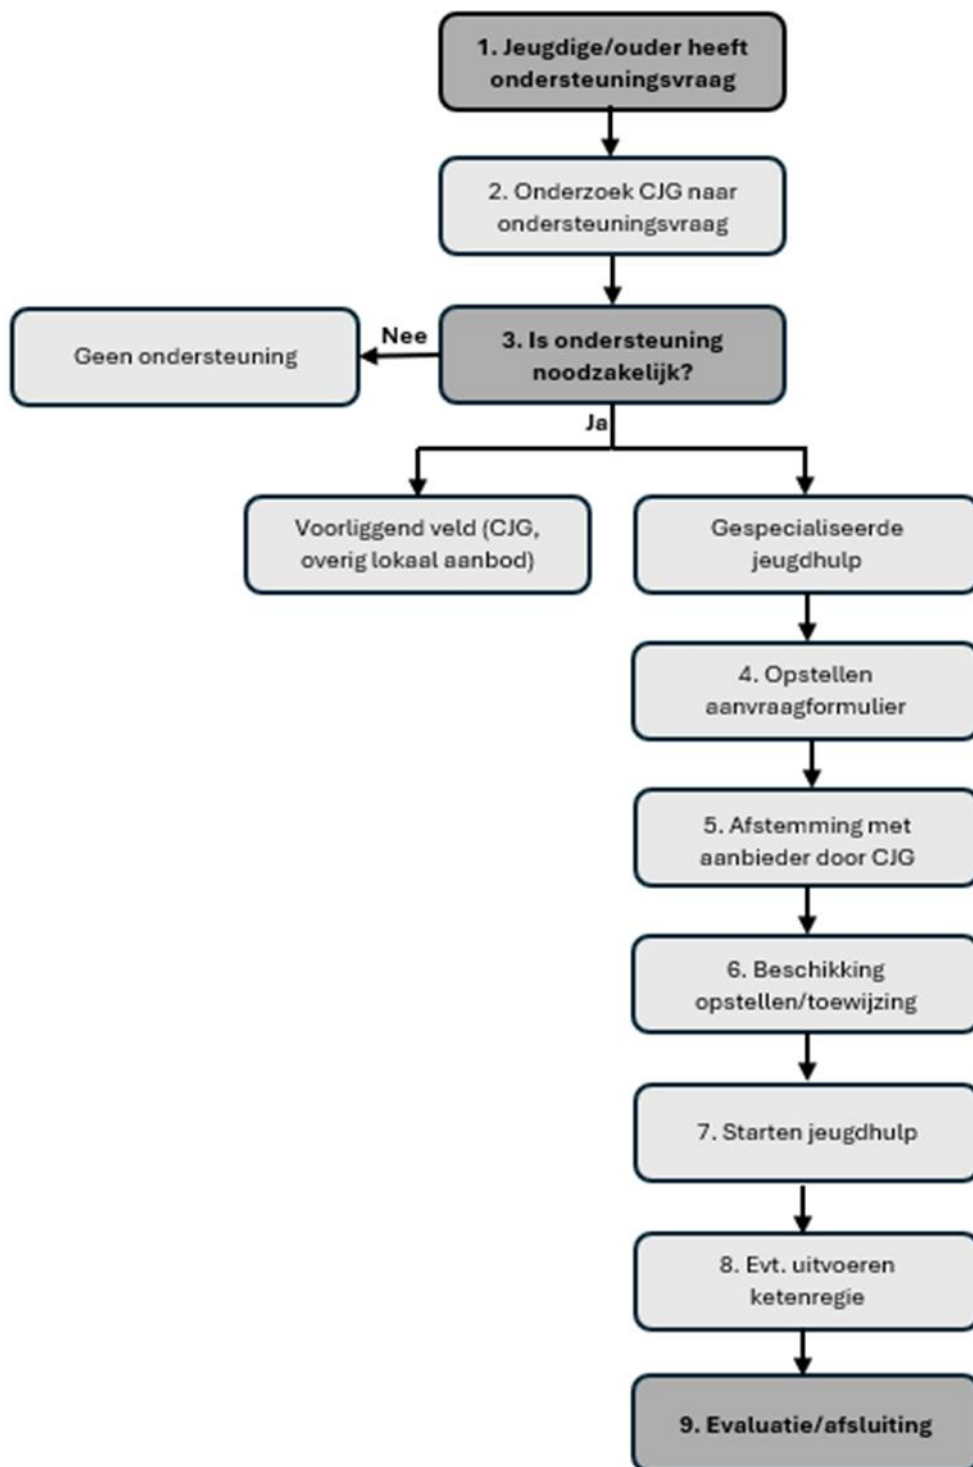 1. Jeugdige/ouder heeft
ondersteuningsvraag
2. Onderzoek CJG naar
ondersteuningsvraag
Nee
3. Is ondersteuning
noodzakelijk?
Geen ondersteuning
Ja
Voorliggend veld (CJG,
overig lokaal aanbod)
Gespecialiseerde
jeugdhulp
4. Opstellen
aanvraagformulier
5. Afstemming met
aanbieder door CJG
6. Beschikking
opstellen/toewijzing
7. Starten jeugdhulp
8. Evt. uitvoeren
ketenregie
9. Evaluatie/afsluiting